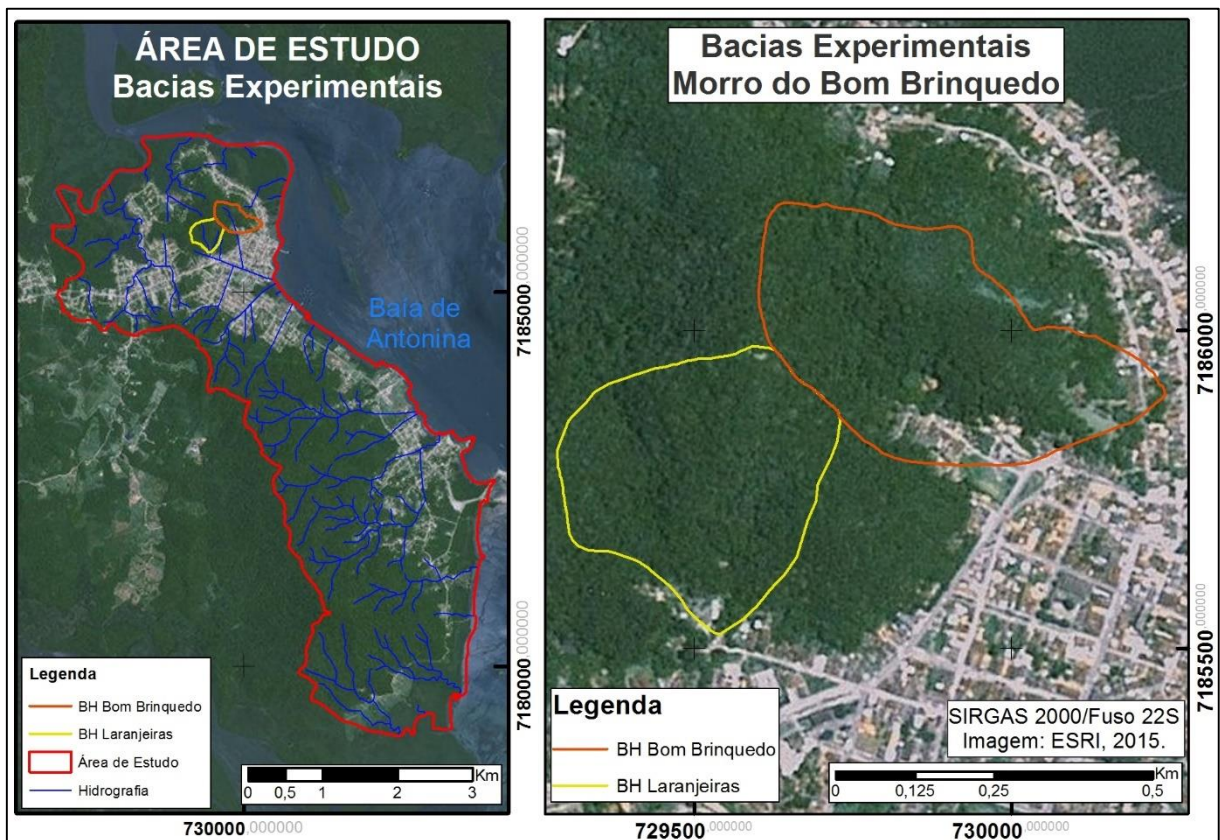 ÁREA DE ESTUDO
Bacias Experimentais
Baía de
Antonina
Legenda
BH Bom Brinquedo
BH Laranjeiras
Área de Estudo
Hidrografia
Km
0 0,5 1 2 3
730000,000000
7185000,000000
7180000,000000
Bacias Experimentais
Morro do Bom Brinquedo
Legenda
BH Bom Brinquedo
BH Laranjeiras
SIRGAS 2000/Fuso 22S
Imagem: ESRI, 2015.
Km
0 0,125 0,25 0,5
729500,000000
730000,000000
7186000,000000
7185500,000000